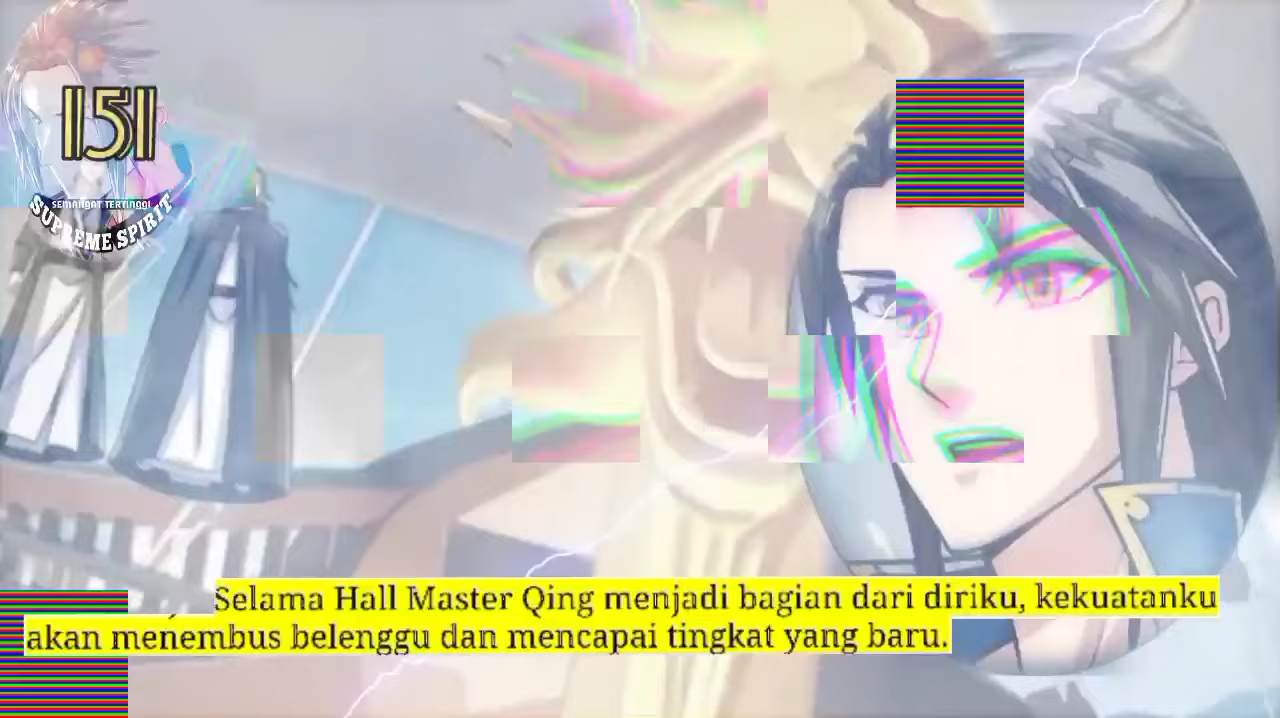 151
SEMANGAT TERTINGGI
SUPREME SPIRIT
Selama Hall Master Qing menjadi bagian dari diriku, kekuatanku
akan menembus belenggu dan mencapai tingkat yang baru.